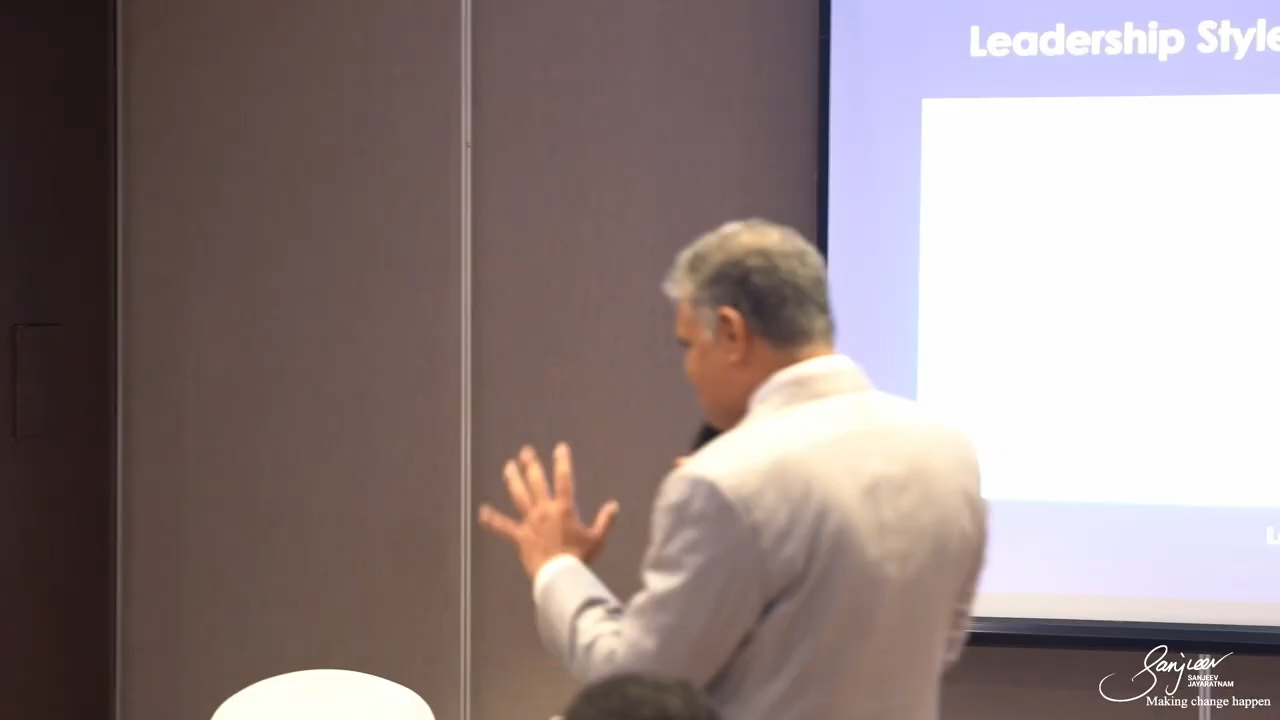 Leadership Style
Sanjeev
SANJEEV
JAYARATNAM
Making change happen